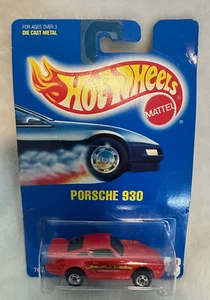 FOR AGES OVER 3
DIE CAST METAL
Hot Wheels
MATTEL
PORSCHE 930